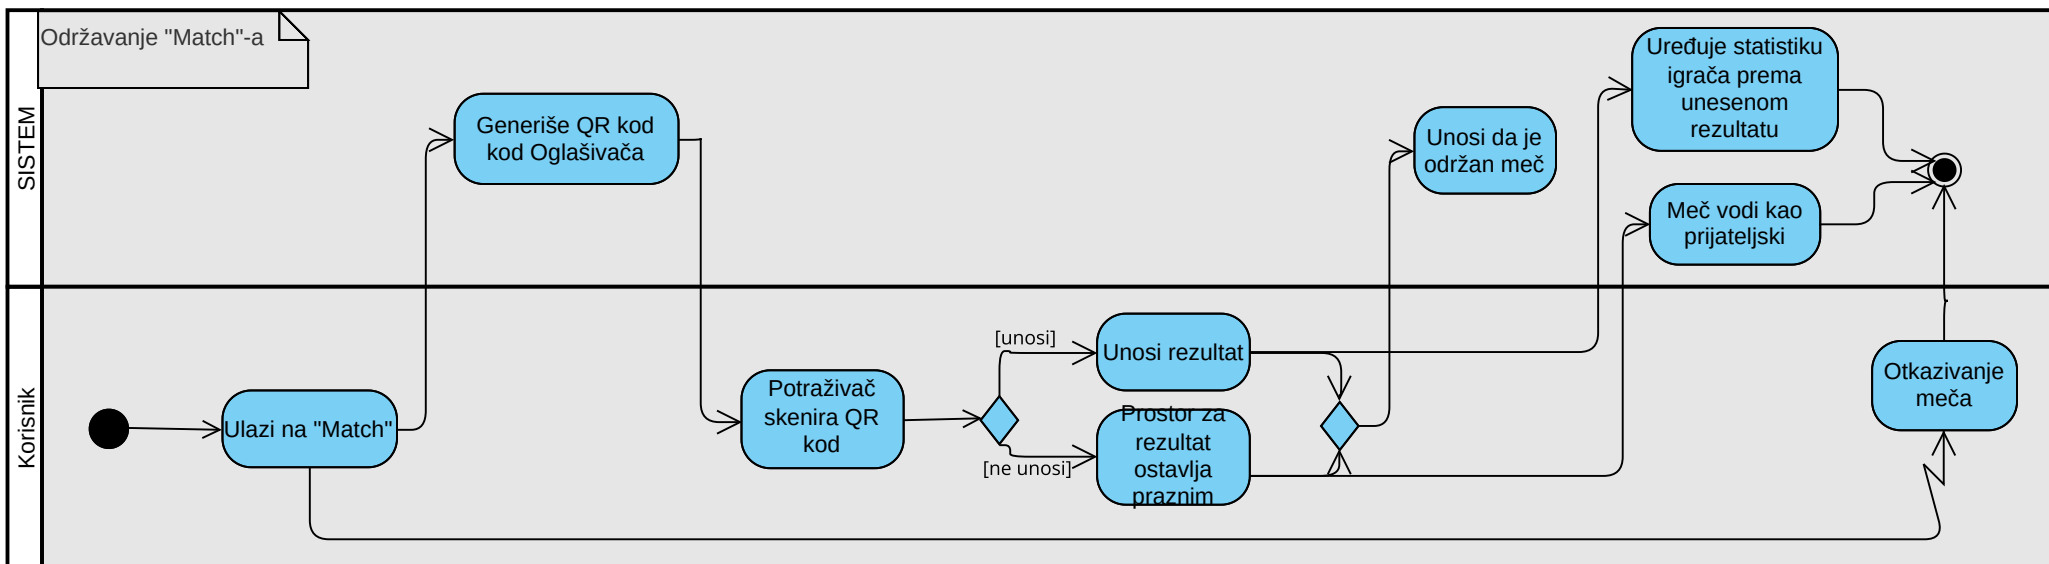 Održavanje "Match"-a
SISTEM
Generiše QR kod
kod Oglašivača
Unosi da je
održan meč
Uređuje statistiku
igrača prema
unesenom
rezultatu
Meč vodi kao
prijateljski
Korisnik
Ulazi na "Match"
Potraživač
skenira QR
kod
[unosi]
[ne unosi]
Unosi rezultat
Prostor za
rezultat
ostavlja
praznim
Otkazivanje
meča